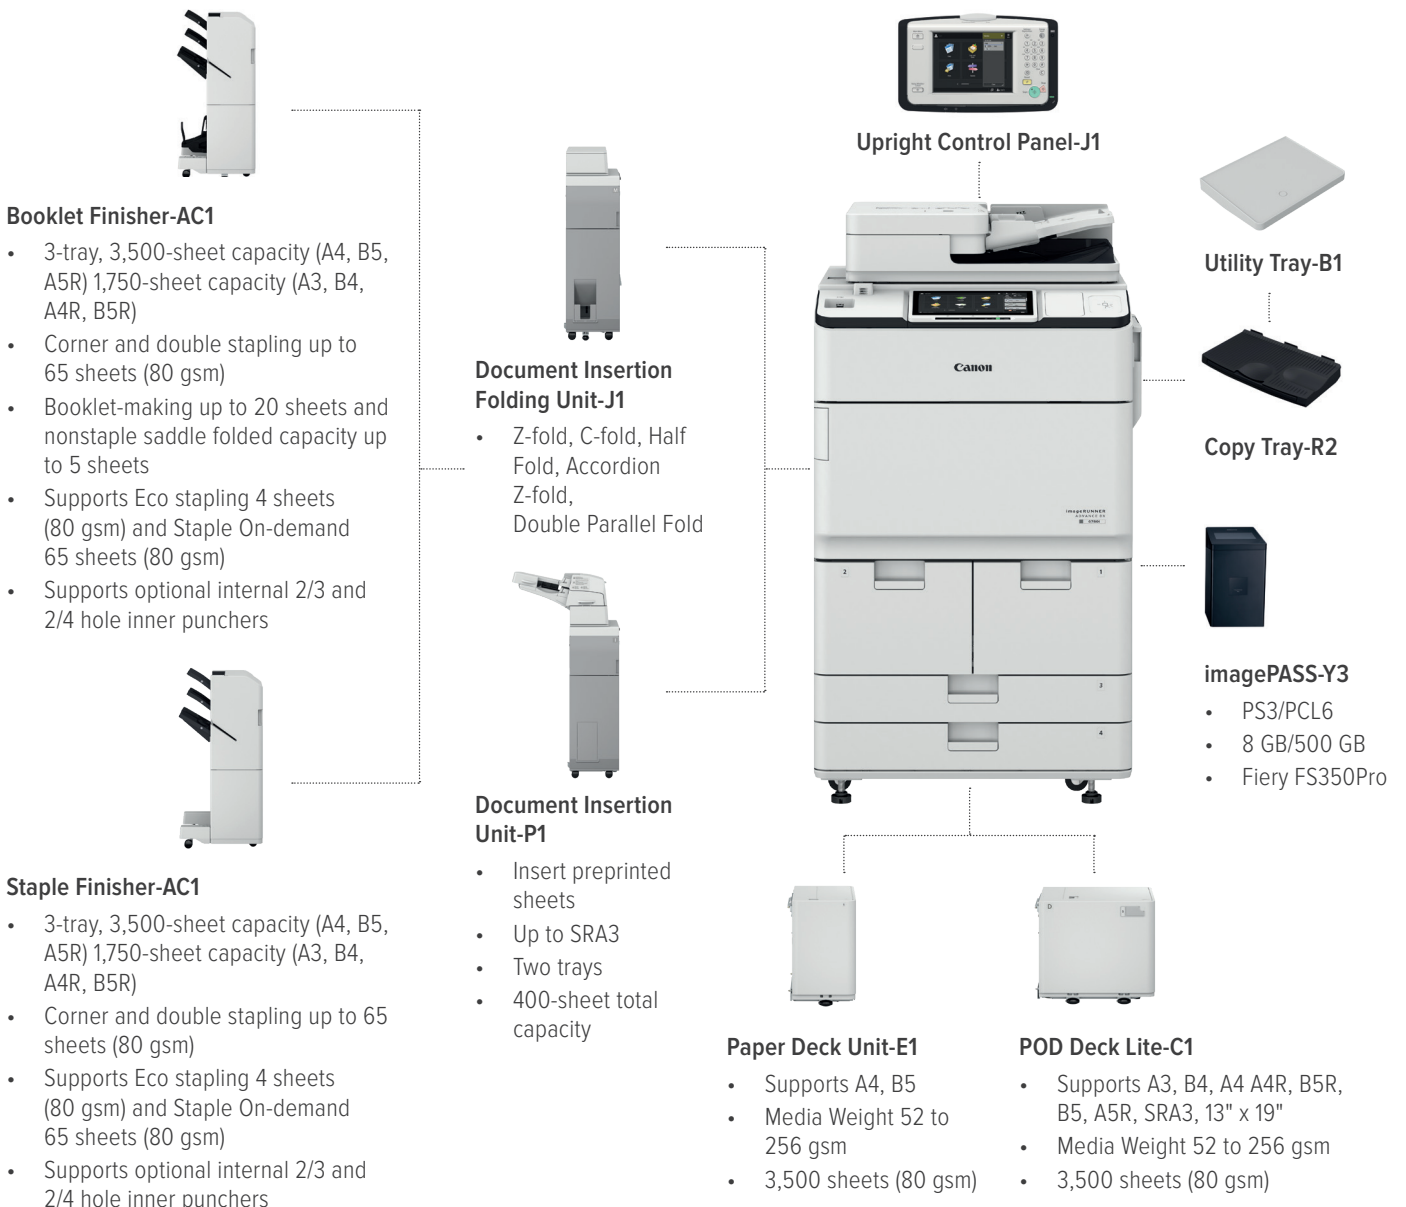 Upright Control Panel-J1
Booklet Finisher-AC1
• 3-tray, 3,500-sheet capacity (A4, B5,
A5R) 1,750-sheet capacity (A3, B4,
A4R, B5R)
• Corner and double stapling up to
65 sheets (80 gsm)
• Booklet-making up to 20 sheets and
nonstaple saddle folded capacity up
to 5 sheets
• Supports Eco stapling 4 sheets
(80 gsm) and Staple On-demand
65 sheets (80 gsm)
• Supports optional internal 2/3 and
2/4 hole inner punchers
Staple Finisher-AC1
• 3-tray, 3,500-sheet capacity (A4, B5,
A5R) 1,750-sheet capacity (A3, B4,
A4R, B5R)
• Corner and double stapling up to 65
sheets (80 gsm)
• Supports Eco stapling 4 sheets
(80 gsm) and Staple On-demand
65 sheets (80 gsm)
• Supports optional internal 2/3 and
2/4 hole inner punchers
Document Insertion
Folding Unit-J1
• Z-fold, C-fold, Half
Fold, Accordion
Z-fold,
Double Parallel Fold
Document Insertion
Unit-P1
• Insert preprinted
sheets
• Up to SRA3
• Two trays
• 400-sheet total
capacity
Canon
imageRUNNER
ADVANCE DX
2
1
3
4
Utility Tray-B1
Copy Tray-R2
imagePASS-Y3
• PS3/PCL6
• 8 GB/500 GB
• Fiery FS350Pro
Paper Deck Unit-E1
• Supports A4, B5
• Media Weight 52 to
256 gsm
• 3,500 sheets (80 gsm)
POD Deck Lite-C1
• Supports A3, B4, A4 A4R, B5R,
B5, A5R, SRA3, 13" x 19"
• Media Weight 52 to 256 gsm
• 3,500 sheets (80 gsm)